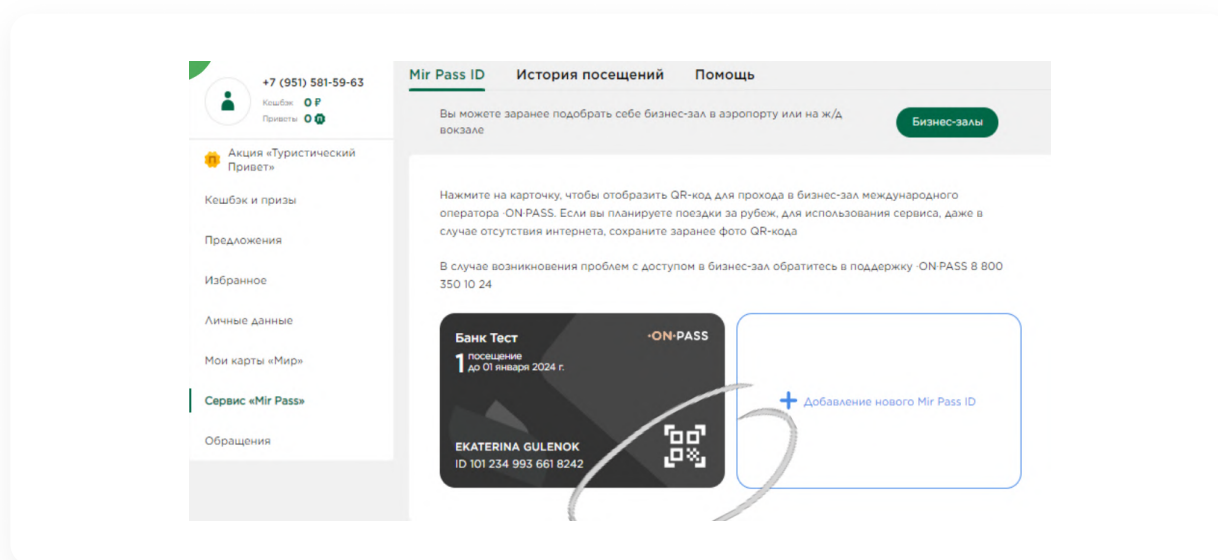 +7 (951) 581-59-63
Кешбэк 0 ₽
Приветы 0
Акция «Туристический
Привет»
Кешбэк и призы
Предложения
Избранное
Личные данные
Мои карты «Мир»
Сервис «Mir Pass»
Обращения
Mir Pass ID История посещений Помощь
Вы можете заранее подобрать себе бизнес-зал в аэропорту или на ж/д
вокзале
Бизнес-залы
Нажмите на карточку, чтобы отобразить QR-код для прохода в бизнес-зал международного
оператора ·ON·PASS. Если вы планируете поездки за рубеж, для использования сервиса, даже в
случае отсутствия интернета, сохраните заранее фото QR-кода
В случае возникновения проблем с доступом в бизнес-зал обратитесь в поддержку ·ON·PASS 8 800
350 10 24
Банк Тест ·ON·PASS
1 посещение
до 01 января 2024 г.
EKATERINA GULENOK
ID 101 234 993 661 8242
Добавление нового Mir Pass ID